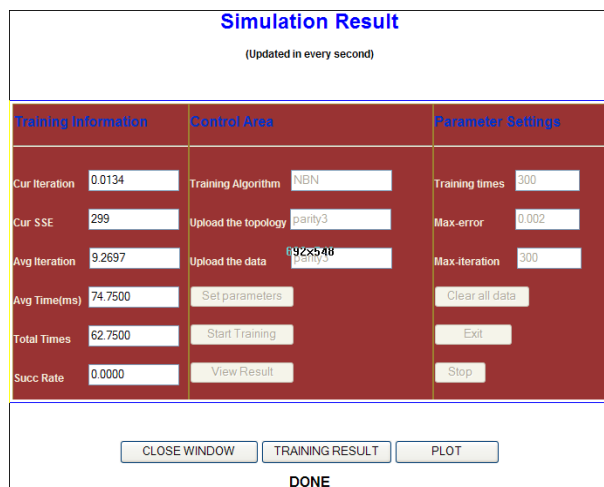 Simulation Result
(Updated in every second)
Training Information Control Area Parameter Settings
Cur Iteration 0.0134 Training Algorithm NBN Training times 300
Cur SSE 299 Upload the topology parity3 Max-error 0.002
692×548
Avg Iteration 9.2697 Upload the data parity3 Max-iteration 300
Avg Time(ms) 74.7500 Set parameters Clear all data
Total Times 62.7500 Start Training Exit
Succ Rate 0.0000 View Result Stop
CLOSE WINDOW TRAINING RESULT PLOT
DONE